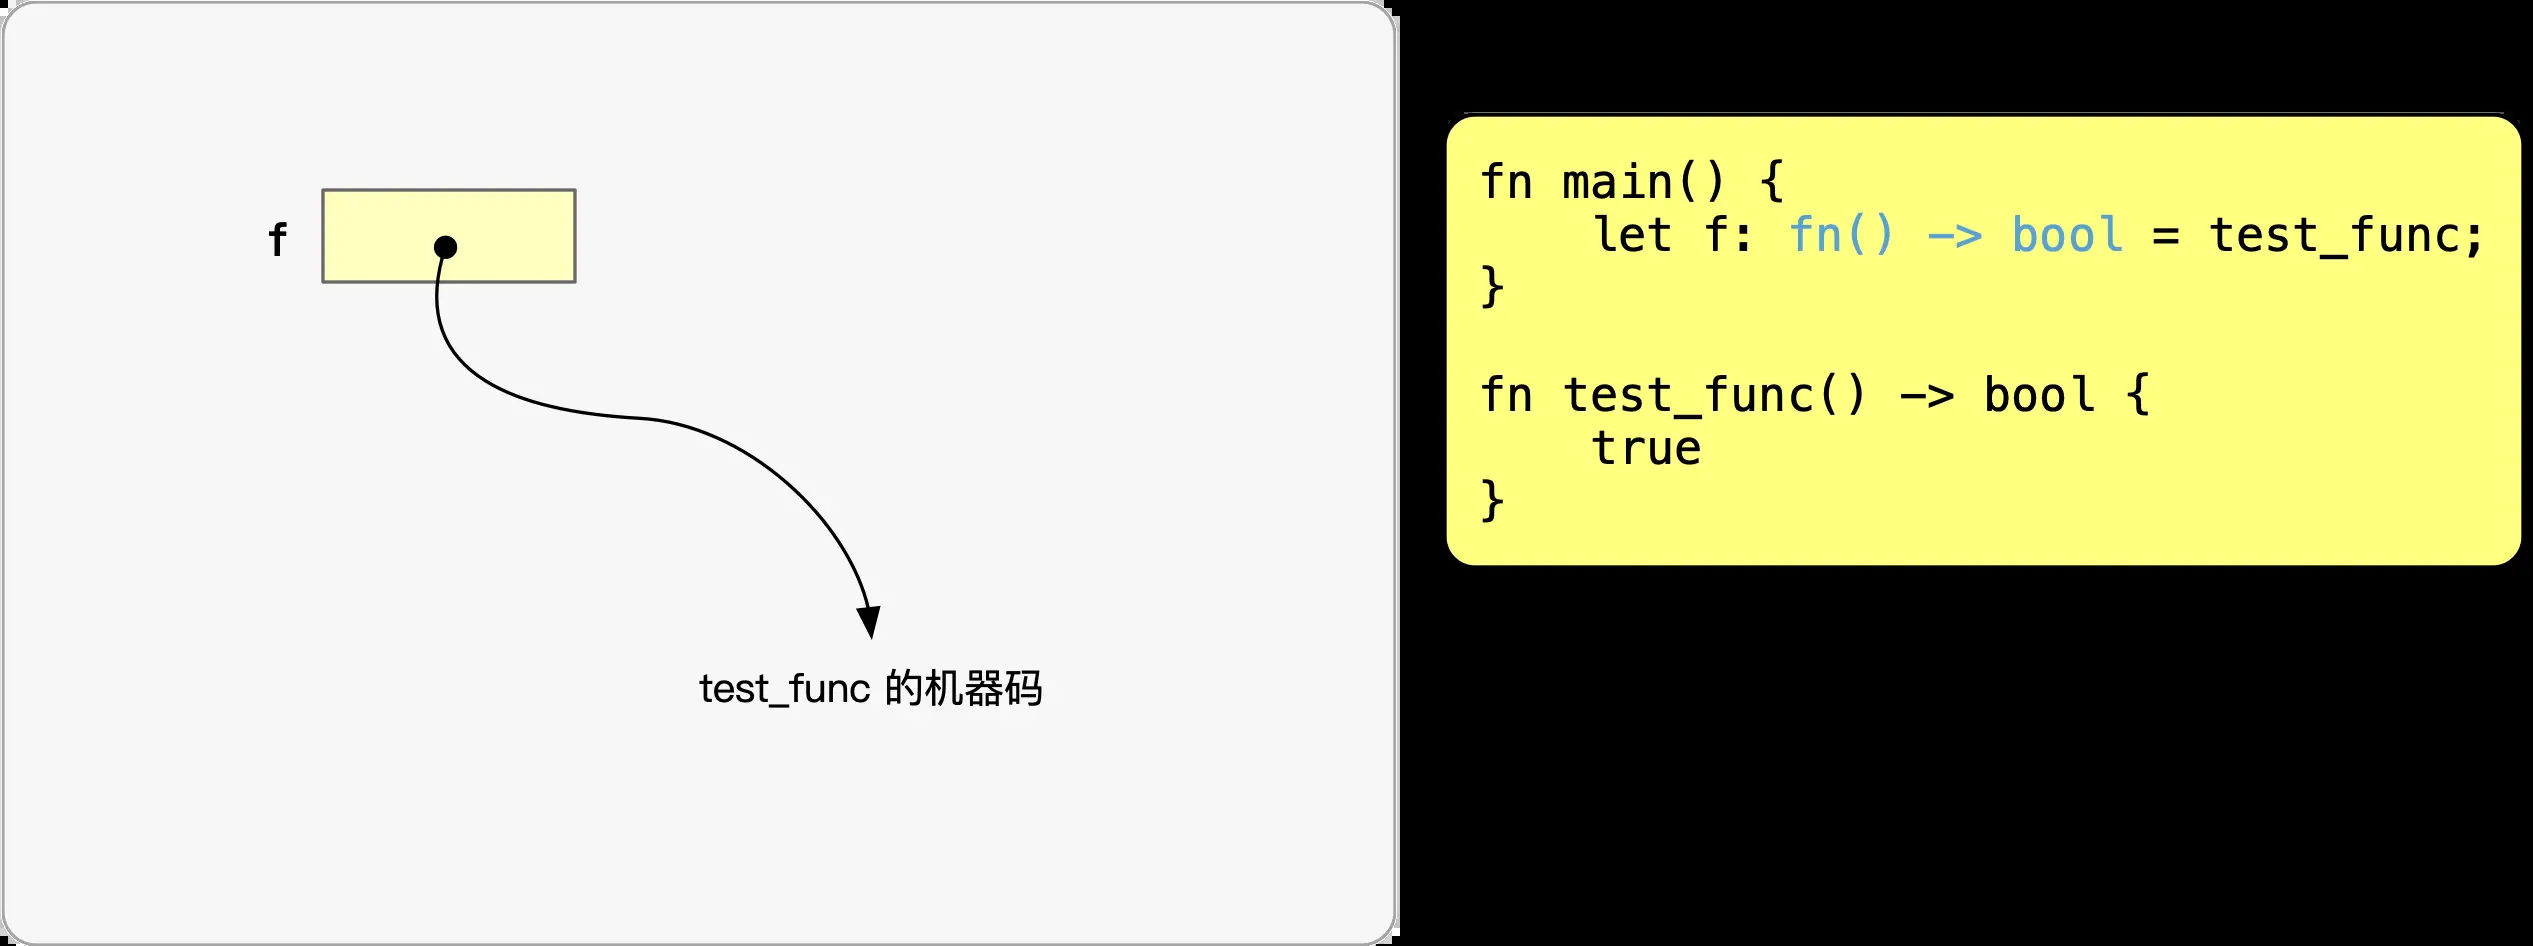 f
test_func 的机器码
fn main() {
    let f: fn() -> bool = test_func;
}
fn test_func() -> bool {
    true
}